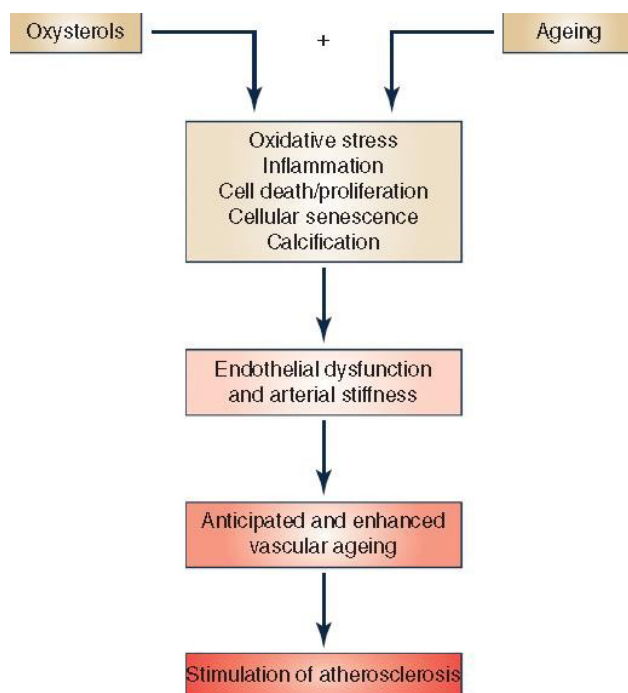 Oxysterols
+
Ageing
Oxidative stress
Inflammation
Cell death/proliferation
Cellular senescence
Calcification
Endothelial dysfunction
and arterial stiffness
Anticipated and enhanced
vascular ageing
Stimulation of atherosclerosis